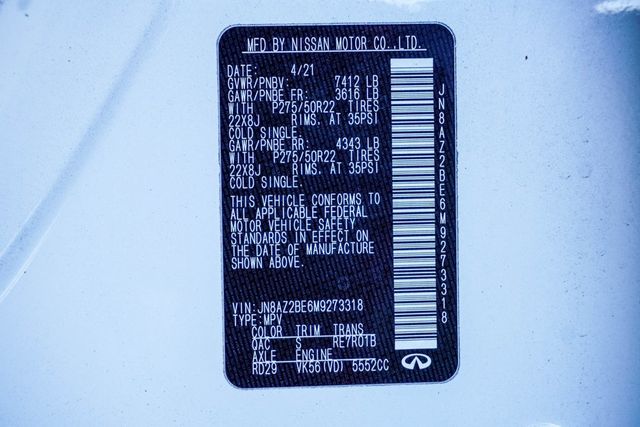 MFD BY NISSAN MOTOR CO.,LTD.
DATE: 4/21
GVWR/PNBV: 7412 LB
GAWR/PNBE FR: 3616 LB
WITH P275/50R22 TIRES
22X8J RIMS. AT 35PSI
COLD SINGLE.
GAWR/PNBE RR: 4343 LB
WITH P275/50R22 TIRES
22X8J RIMS. AT 35PSI
COLD SINGLE.
THIS VEHICLE CONFORMS TO
ALL APPLICABLE FEDERAL
MOTOR VEHICLE SAFETY
STANDARDS IN EFFECT ON
THE DATE OF MANUFACTURE
SHOWN ABOVE.
VIN:JN8AZ2BE6M9273318
TYPE:MPV
COLOR TRIM TRANS
QAC S RE7R01B
AXLE ENGINE
RD29 VK56(VD) 5552CC
JN8AZ2BE6M9273318